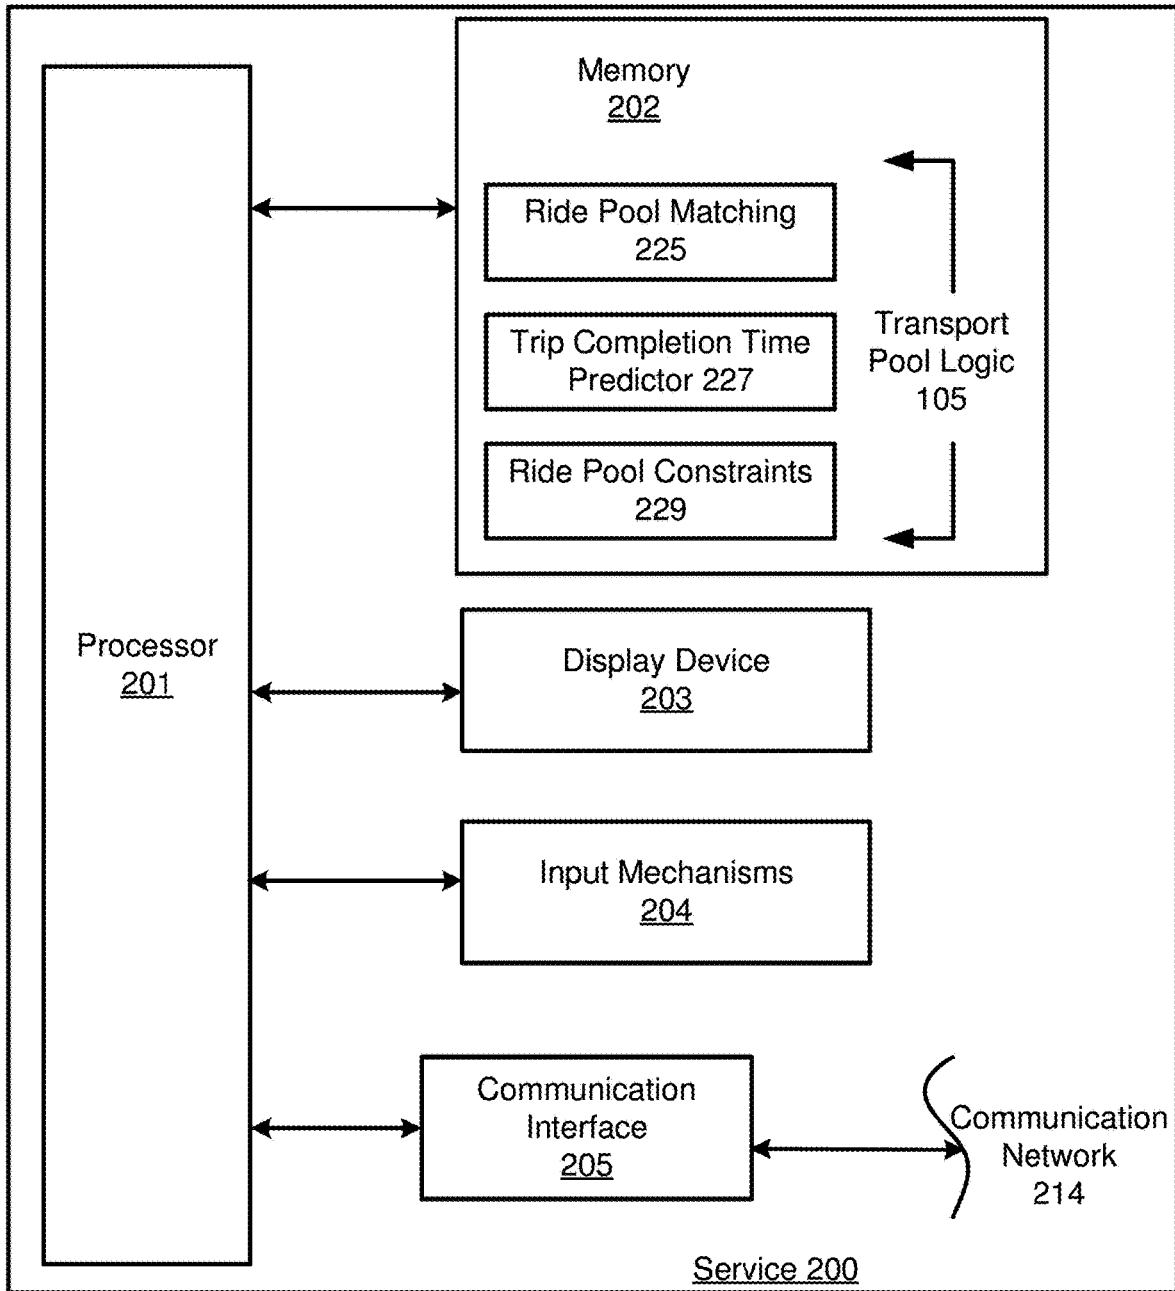 Memory
202
Ride Pool Matching
225
Trip Completion Time
Predictor 227
Ride Pool Constraints
229
Transport
Pool Logic
105
Processor
201
Display Device
203
Input Mechanisms
204
Communication
Interface
205
Communication
Network
214
Service 200